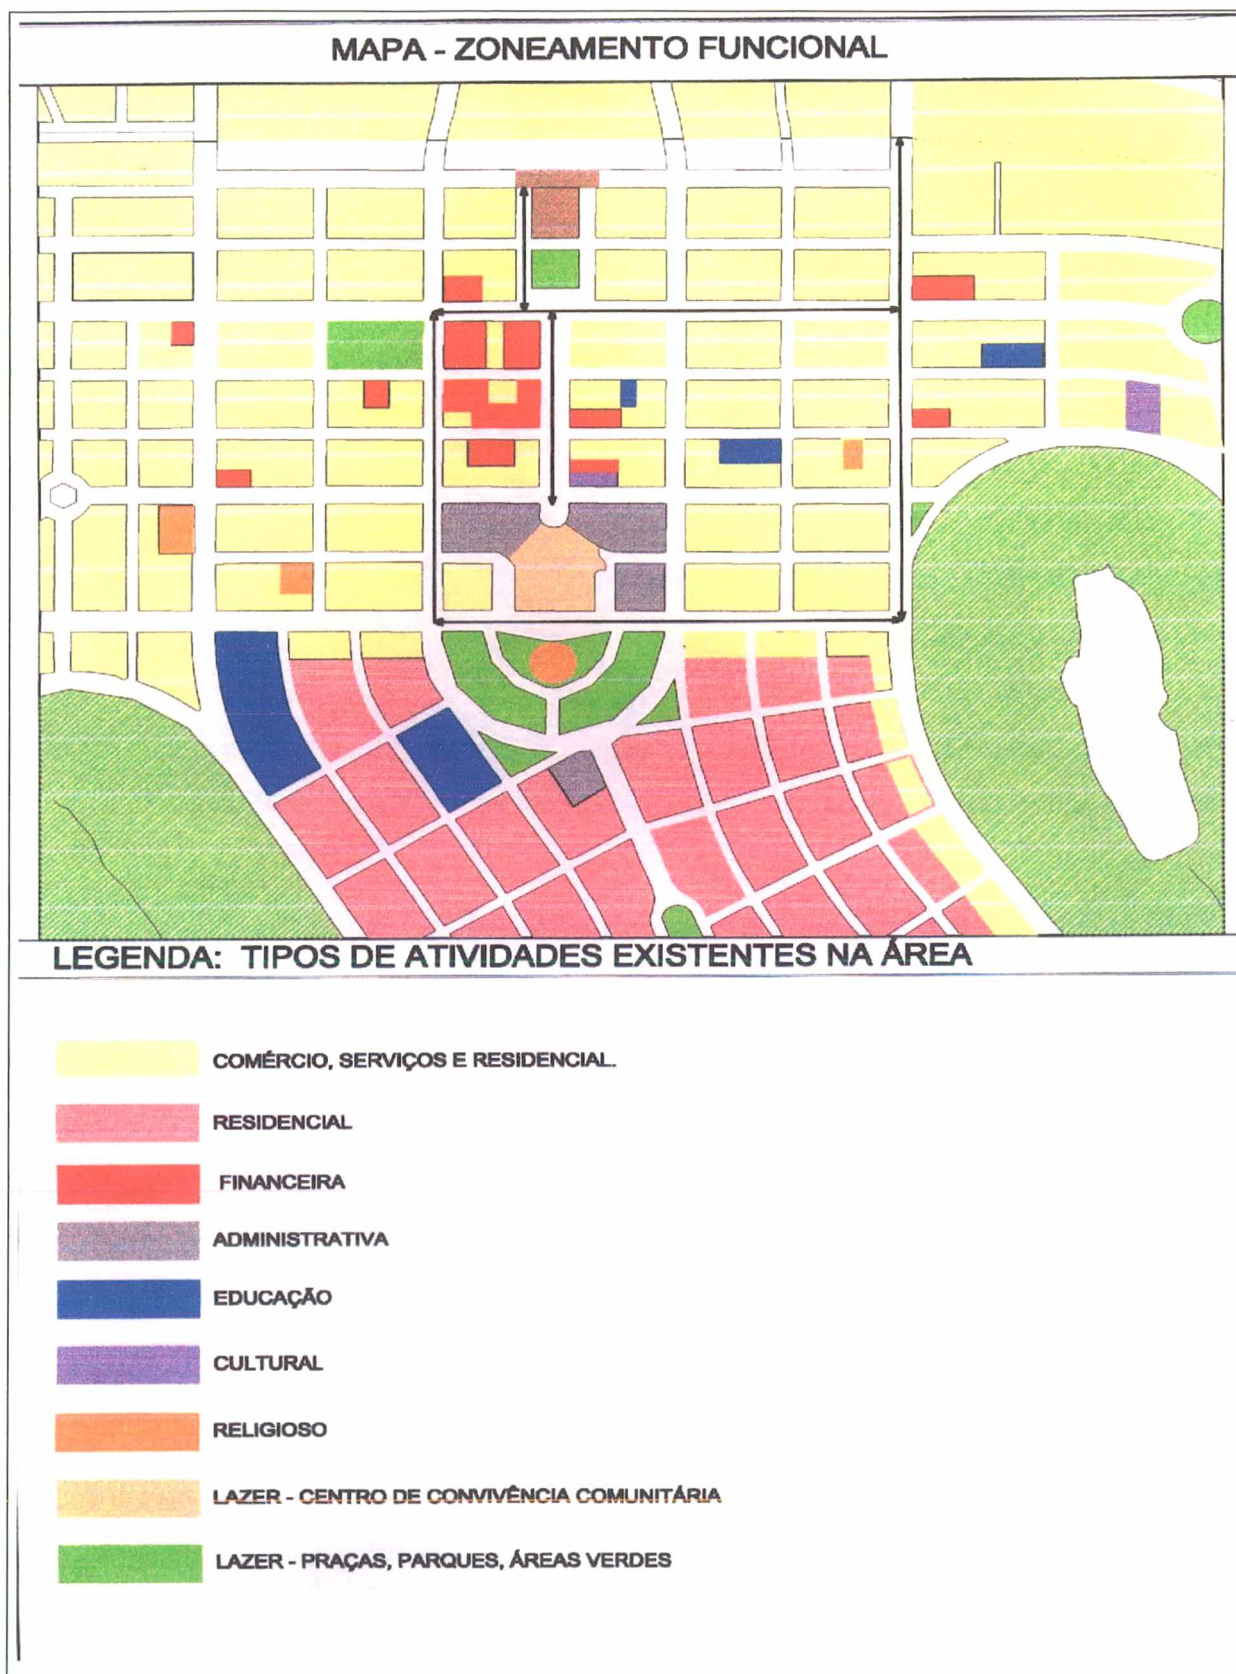 MAPA - ZONEAMENTO FUNCIONAL
LEGENDA: TIPOS DE ATIVIDADES EXISTENTES NA ÁREA
COMÉRCIO, SERVIÇOS E RESIDENCIAL.
RESIDENCIAL
FINANCEIRA
ADMINISTRATIVA
EDUCAÇÃO
CULTURAL
RELIGIOSO
LAZER - CENTRO DE CONVIVÊNCIA COMUNITÁRIA
LAZER - PRAÇAS, PARQUES, ÁREAS VERDES